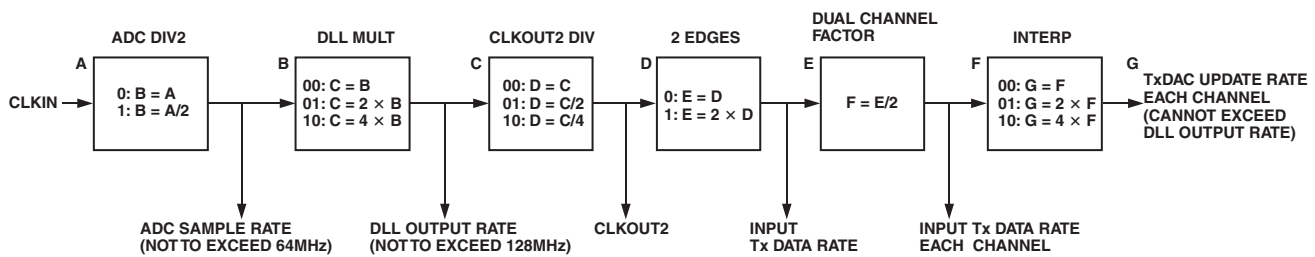 DUAL CHANNEL
FACTOR
ADC DIV2
DLL MULT
CLKOUT2 DIV
2 EDGES
INTERP
A
B
C
D
E
F
G
CLKIN
0: B = A
1: B = A/2
00: C = B
01: C = 2 × B
10: C = 4 × B
00: D = C
01: D = C/2
10: D = C/4
0: E = D
1: E = 2 × D
F = E/2
00: G = F
01: G = 2 × F
10: G = 4 × F
TxDAC UPDATE RATE
EACH CHANNEL
(CANNOT EXCEED
DLL OUTPUT RATE)
ADC SAMPLE RATE
(NOT TO EXCEED 64MHz)
DLL OUTPUT RATE
(NOT TO EXCEED 128MHz)
CLKOUT2
INPUT
Tx DATA RATE
INPUT Tx DATA RATE
EACH CHANNEL